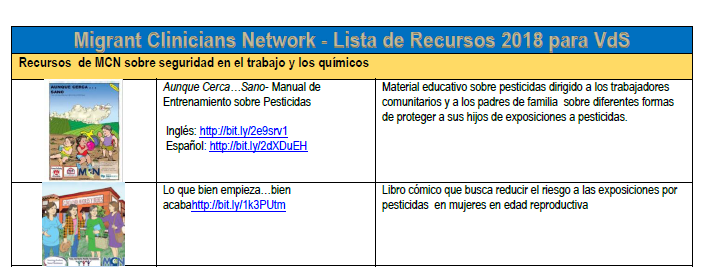 Migrant Clinicians Network - Lista de Recursos 2018 para VdS
Recursos de MCN sobre seguridad en el trabajo y los químicos
AUNQUE CERCA . . .
SANO
MCN
Aunque Cerca…Sano- Manual de
Entrenamiento sobre Pesticidas
Inglés: http://bit.ly/2e9srv1
Español: http://bit.ly/2dXDuEH
Material educativo sobre pesticidas dirigido a los trabajadores
comunitarios y a los padres de familia sobre diferentes formas
de proteger a sus hijos de exposiciones a pesticidas.
MCN
Lo que bien empieza…bien
acabahttp://bit.ly/1k3PUtm
Libro cómico que busca reducir el riesgo a las exposiciones por
pesticidas en mujeres en edad reproductiva